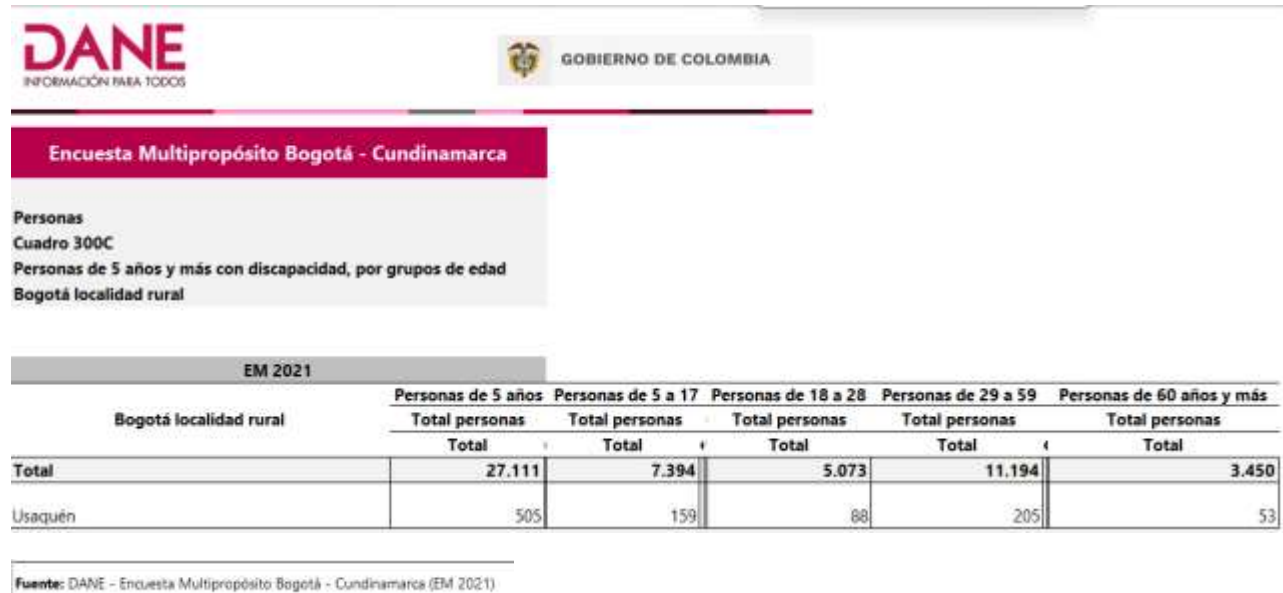 DANE
INFORMACIÓN PARA TODOS
GOBIERNO DE COLOMBIA
Encuesta Multipropósito Bogotá - Cundinamarca
Personas
Cuadro 300C
Personas de 5 años y más con discapacidad, por grupos de edad
Bogotá localidad rural
EM 2021
Bogotá localidad rural
Personas de 5 años Personas de 5 a 17 Personas de 18 a 28 Personas de 29 a 59 Personas de 60 años y más
Total personas Total personas Total personas Total personas Total personas
Total Total Total Total Total
Total 27.111 7.394 5.073 11.194 3.450
Usaquén 505 159 88 205 53
Fuente: DANE - Encuesta Multipropósito Bogotá - Cundinamarca (EM 2021)